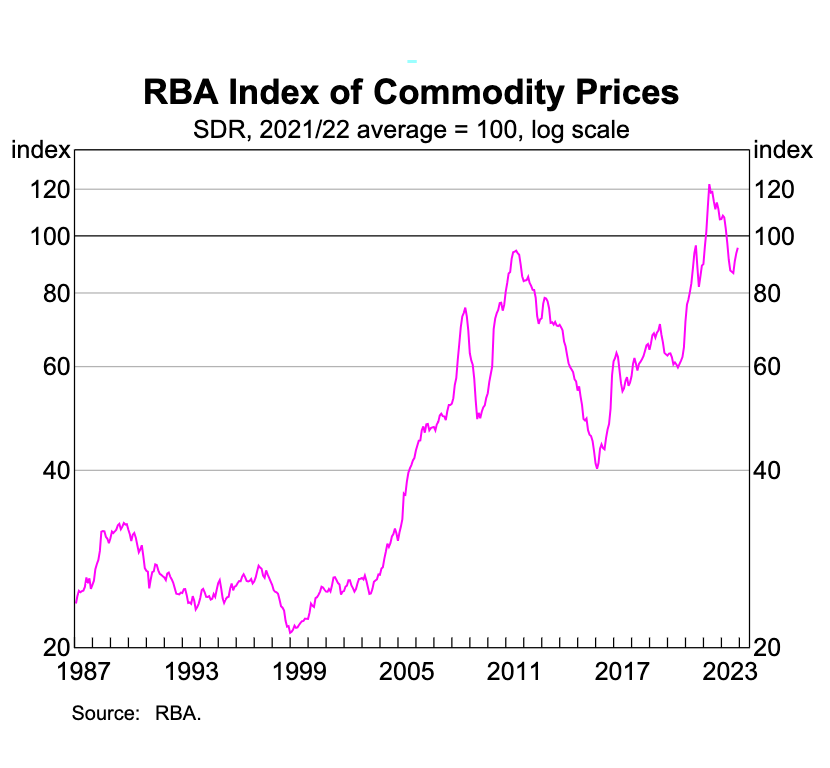 RBA Index of Commodity Prices
SDR, 2021/22 average = 100, log scale
index index
120 120
100 100
80 80
60 60
40 40
20 20
1987 1993 1999 2005 2011 2017 2023
Source: RBA.